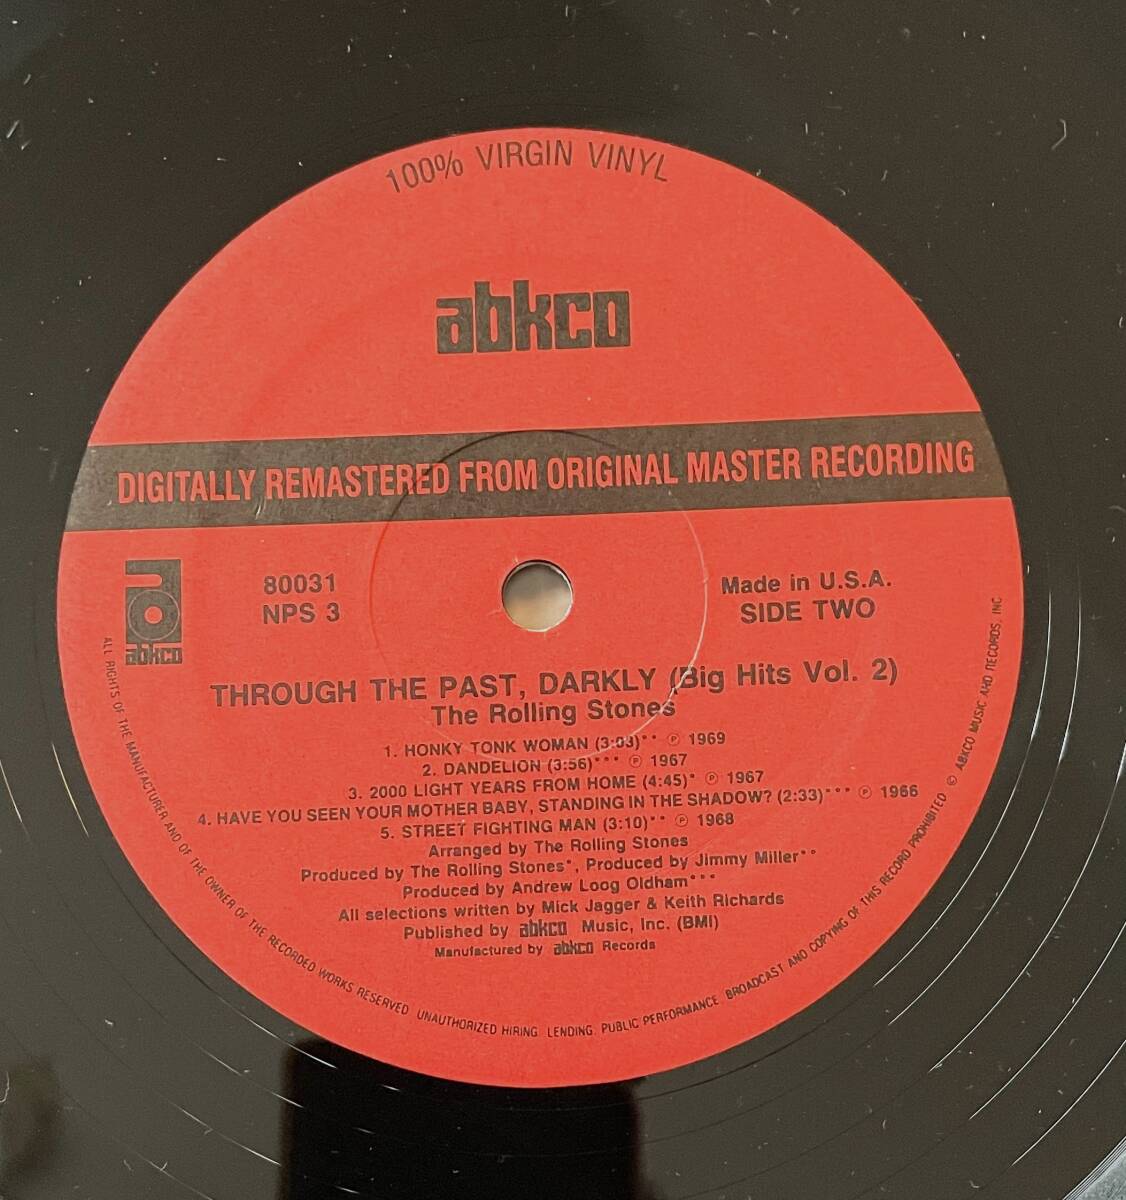 100% VIRGIN VINYL
abkco
DIGITALLY REMASTERED FROM ORIGINAL MASTER RECORDING
abkco
80031
NPS 3
Made in U.S.A.
SIDE TWO
THROUGH THE PAST, DARKLY (Big Hits Vol. 2)
The Rolling Stones
1. HONKY TONK WOMAN (3:03)** ℗ 1969
2. DANDELION (3:56)*** ℗ 1967
3. 2000 LIGHT YEARS FROM HOME (4:45)* ℗ 1967
4. HAVE YOU SEEN YOUR MOTHER BABY, STANDING IN THE SHADOW? (2:33)*** ℗ 1966
5. STREET FIGHTING MAN (3:10)** ℗ 1968
Arranged by The Rolling Stones
Produced by The Rolling Stones*, Produced by Jimmy Miller**
Produced by Andrew Loog Oldham***
All selections written by Mick Jagger & Keith Richards
Published by abkco Music, Inc. (BMI)
Manufactured by abkco Records
ALL RIGHTS OF THE MANUFACTURER AND OF THE OWNER OF THE RECORDED WORKS RESERVED UNAUTHORIZED HIRING. LENDING. PUBLIC PERFORMANCE BROADCAST AND COPYING OF THIS RECORD PROHIBITED © ABKCO MUSIC AND RECORDS, INC